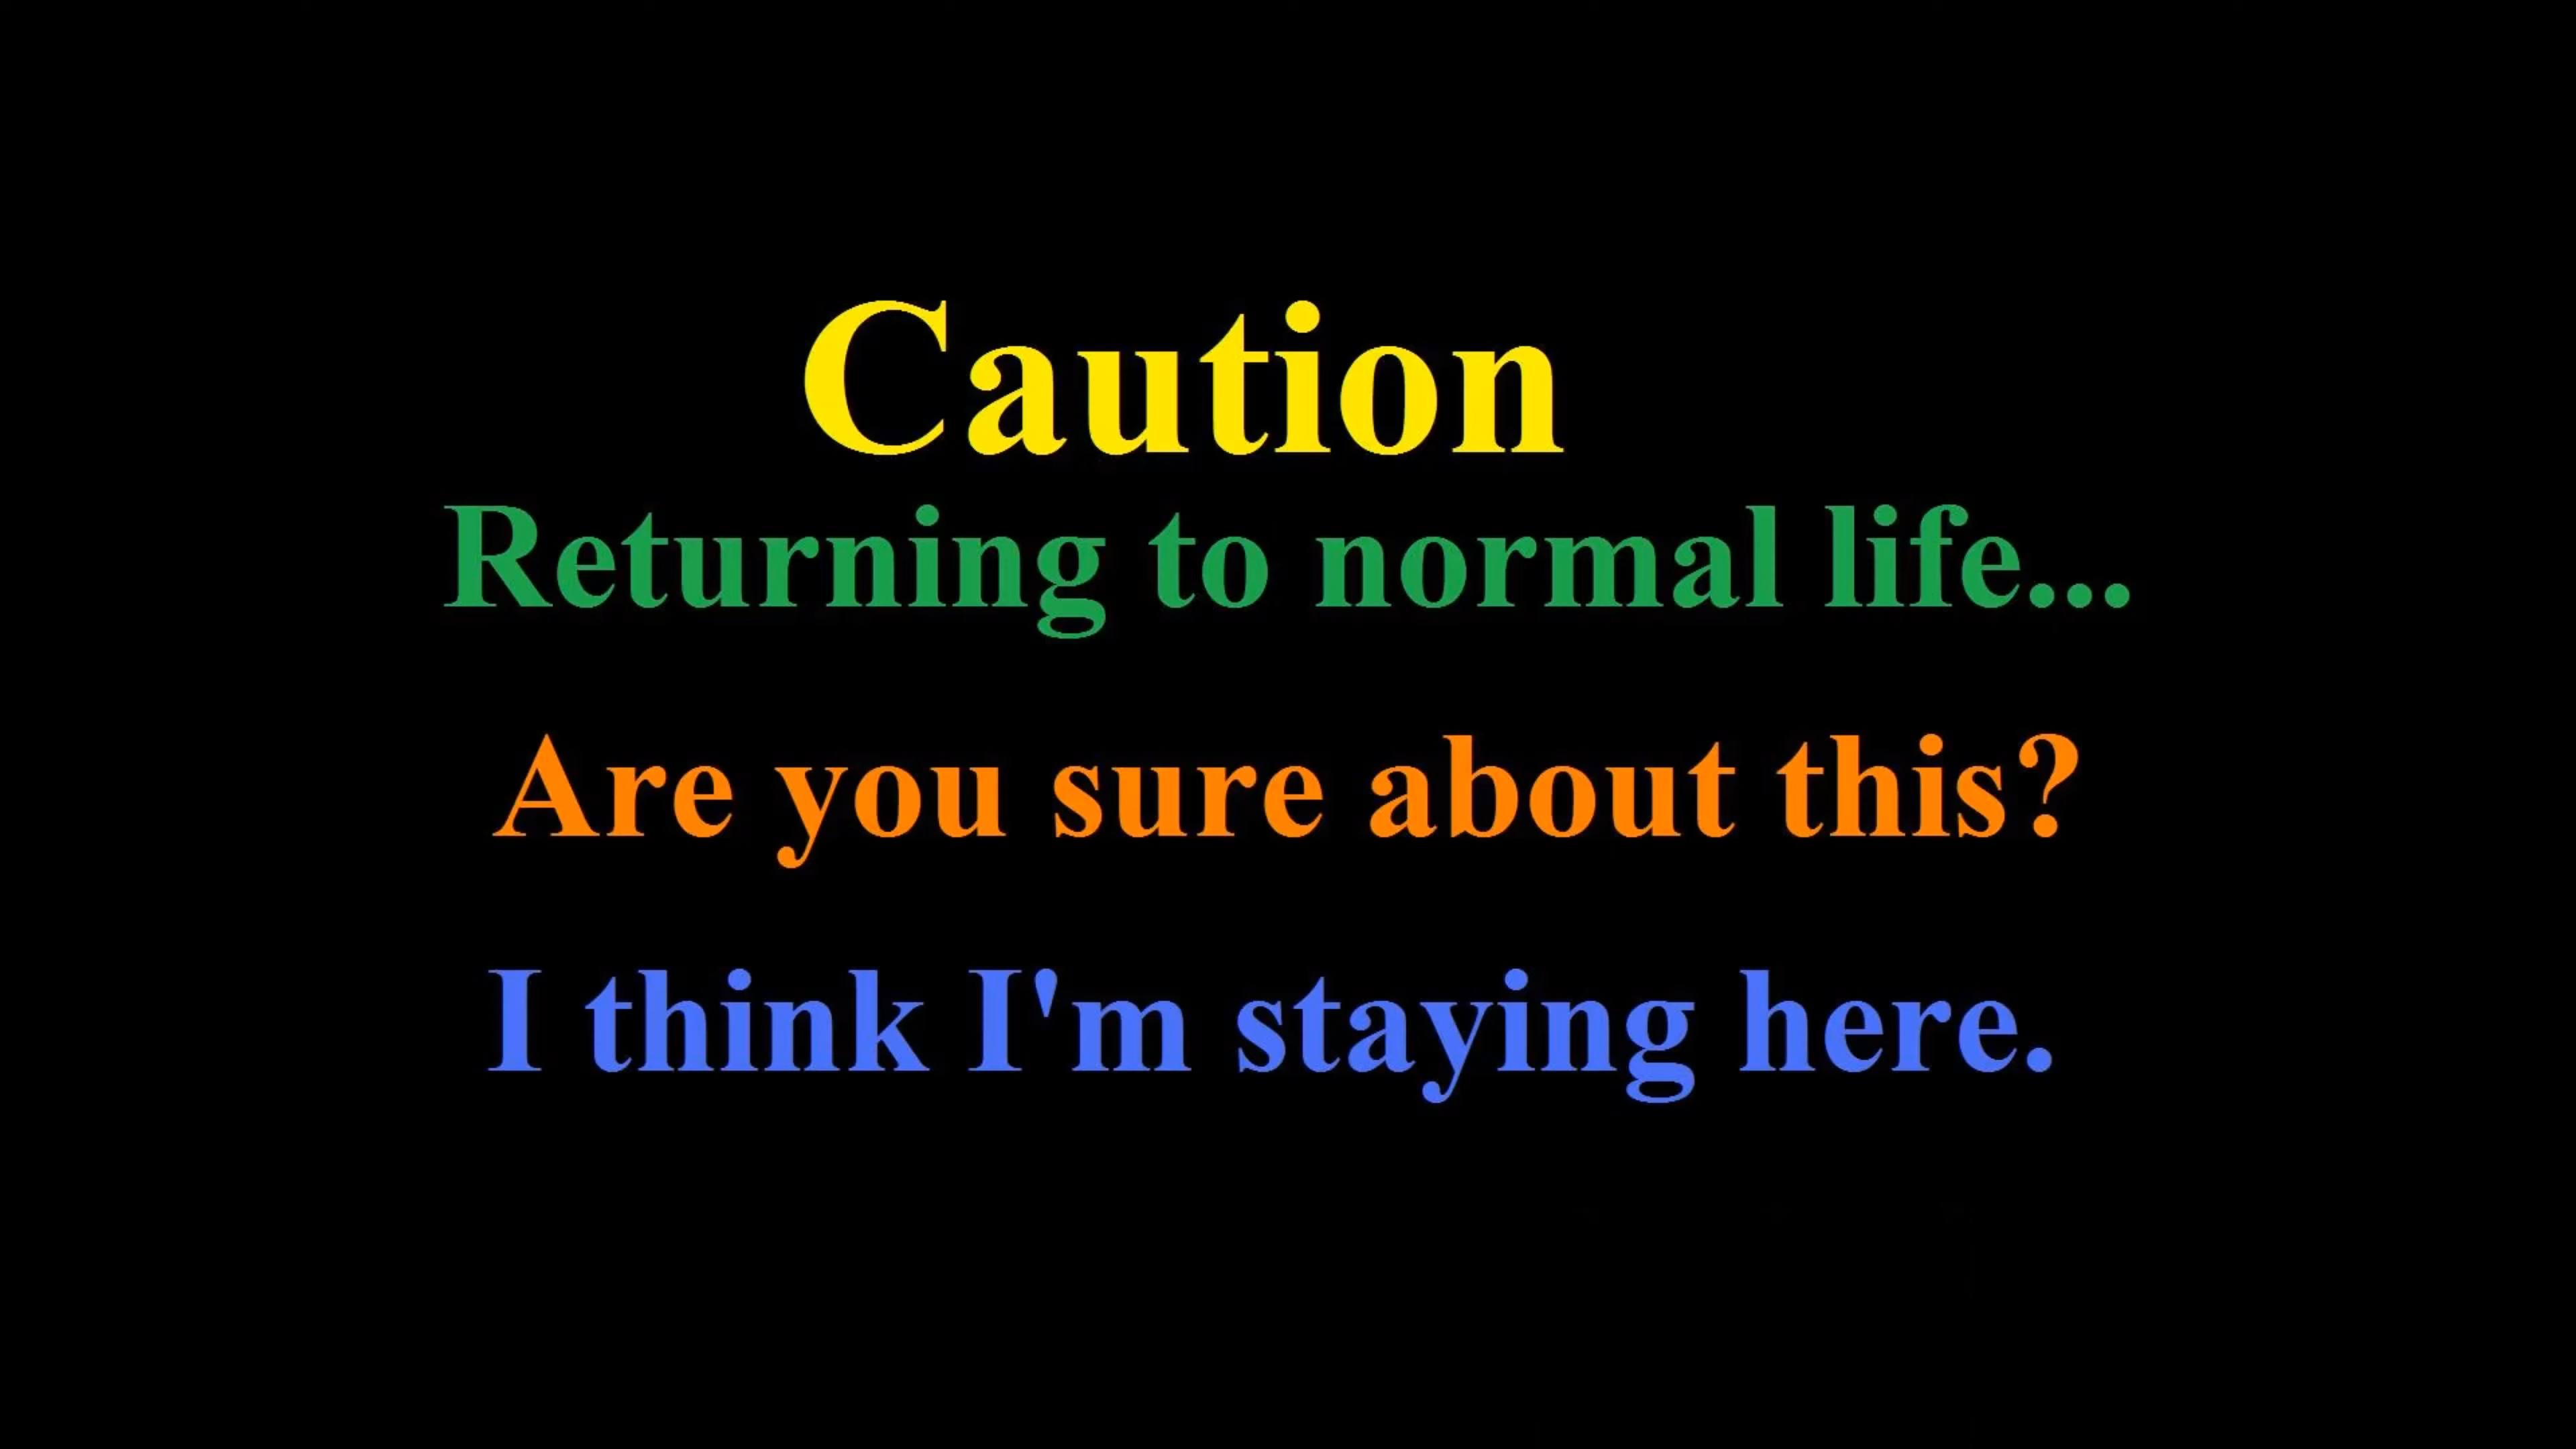 Caution
Returning to normal life...
Are you sure about this?
I think I'm staying here.